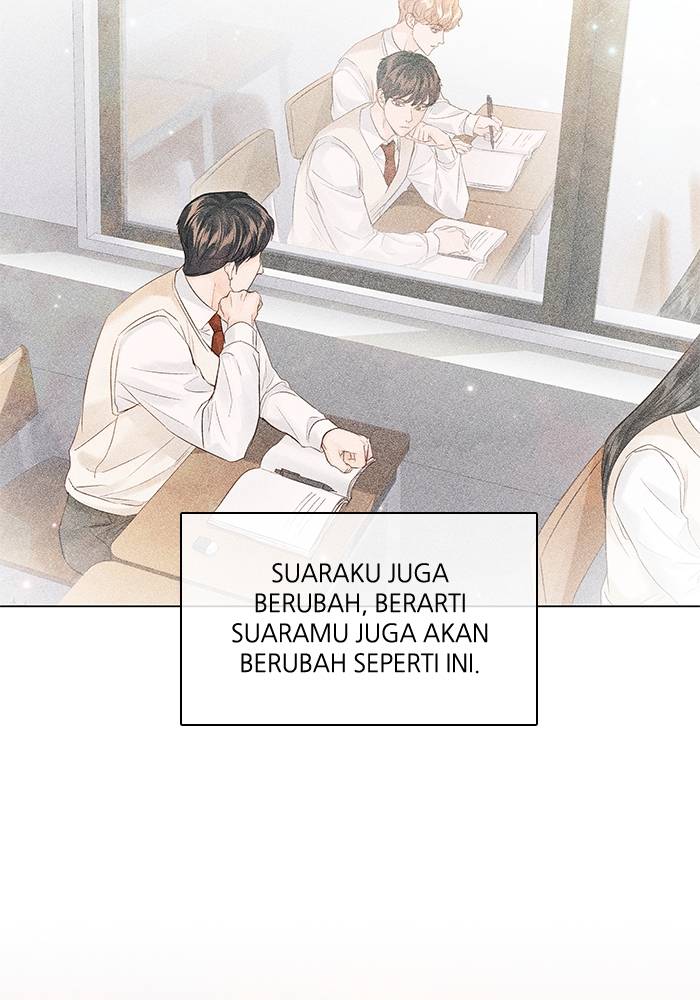 SUARAKU JUGA
BERUBAH, BERARTI
SUARAMU JUGA AKAN
BERUBAH SEPERTI INI.